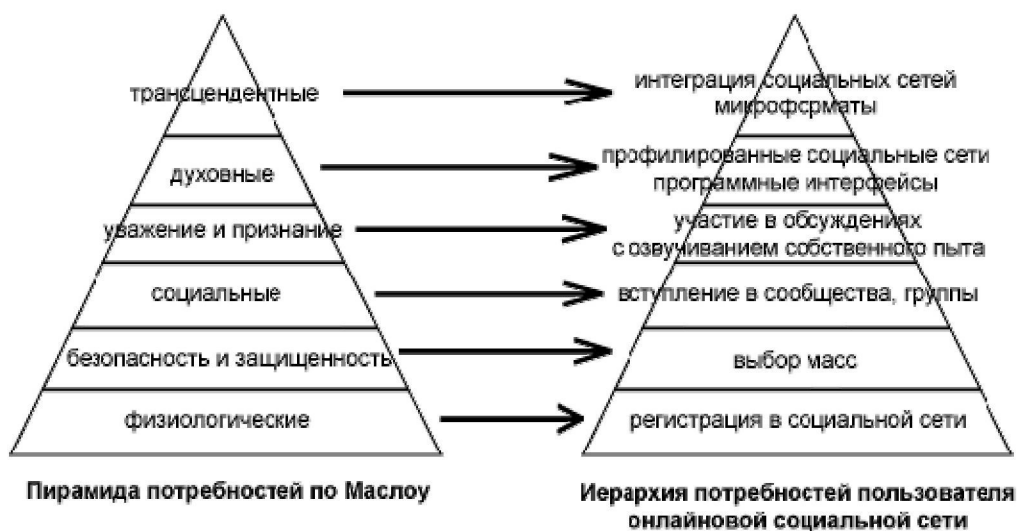 трансцендентные
духовные
уважение и признание
социальные
безопасность и защищенность
физиологические
Пирамида потребностей по Маслоу
интеграция социальных сетей
микроформаты
профилированные социальные сети
программные интерфейсы
участие в обсуждениях
с озвучиванием собственного пыта
вступление в сообщества, группы
выбор масс
регистрация в социальной сети
Иерархия потребностей пользователя
онлайновой социальной сети